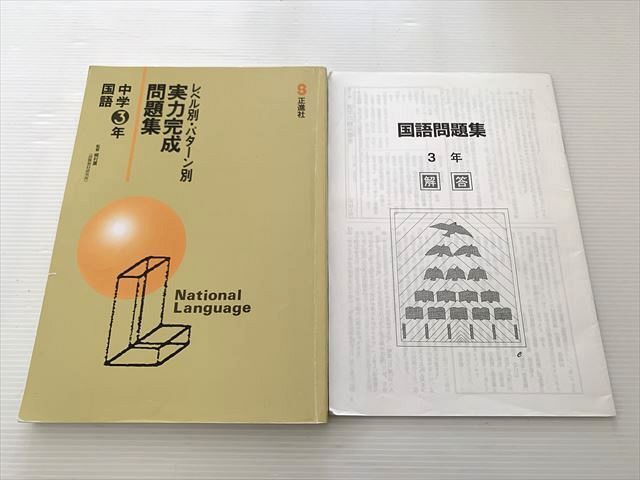 正進社
レベル別・パターン別
実力完成
問題集
中学3年
国語
National
Language
国語問題集
3年
解答